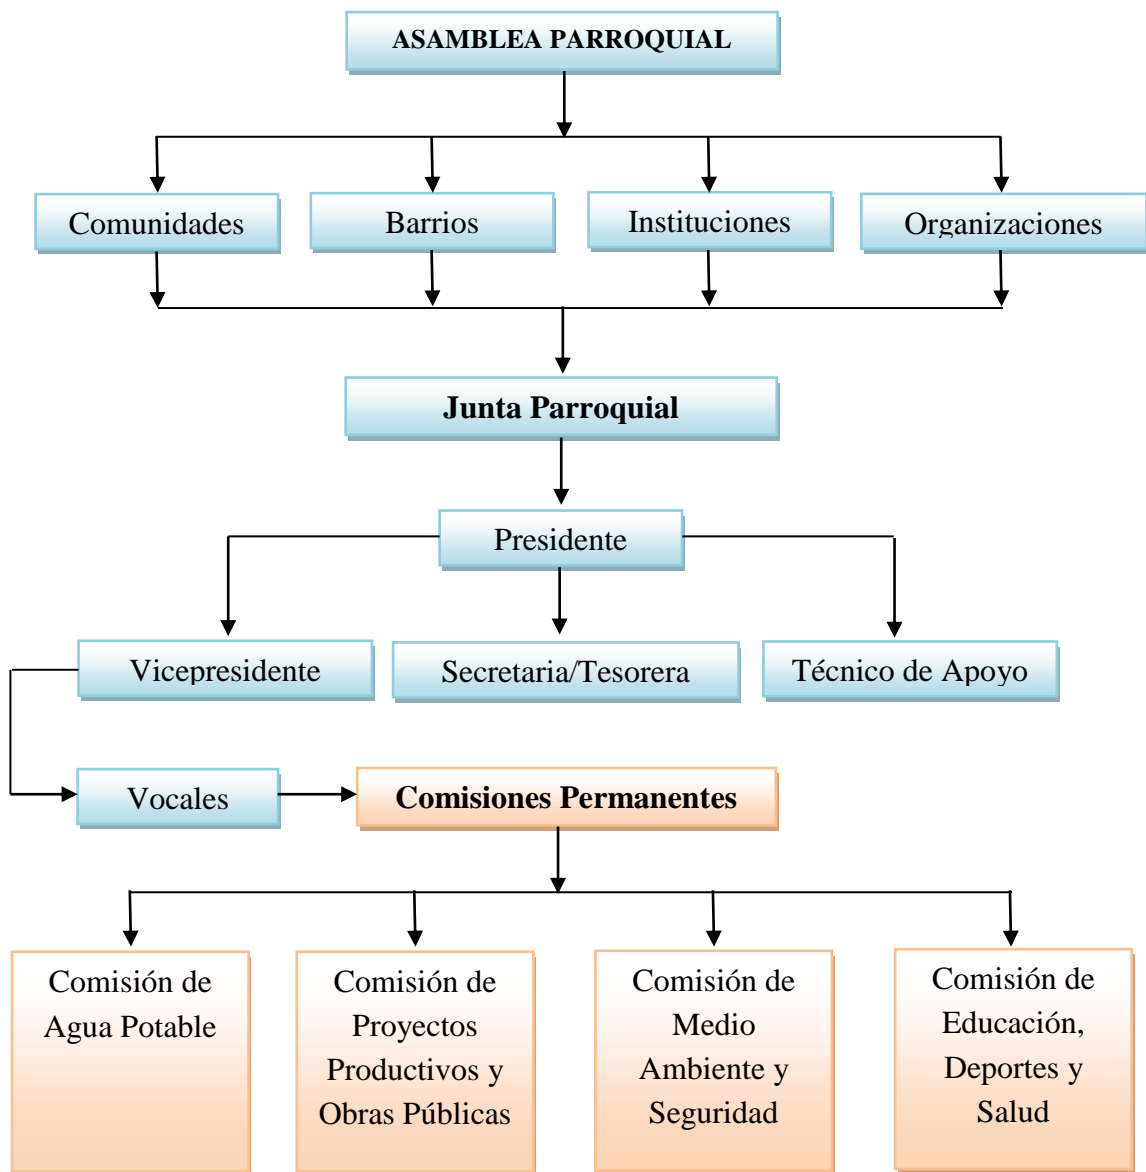 ASAMBLEA PARROQUIAL
Comunidades
Barrios
Instituciones
Organizaciones
Junta Parroquial
Presidente
Vicepresidente
Secretaria/Tesorera
Técnico de Apoyo
Vocales
Comisiones Permanentes
Comisión de
Agua Potable
Comisión de
Proyectos
Productivos y
Obras Públicas
Comisión de
Medio
Ambiente y
Seguridad
Comisión de
Educación,
Deportes y
Salud